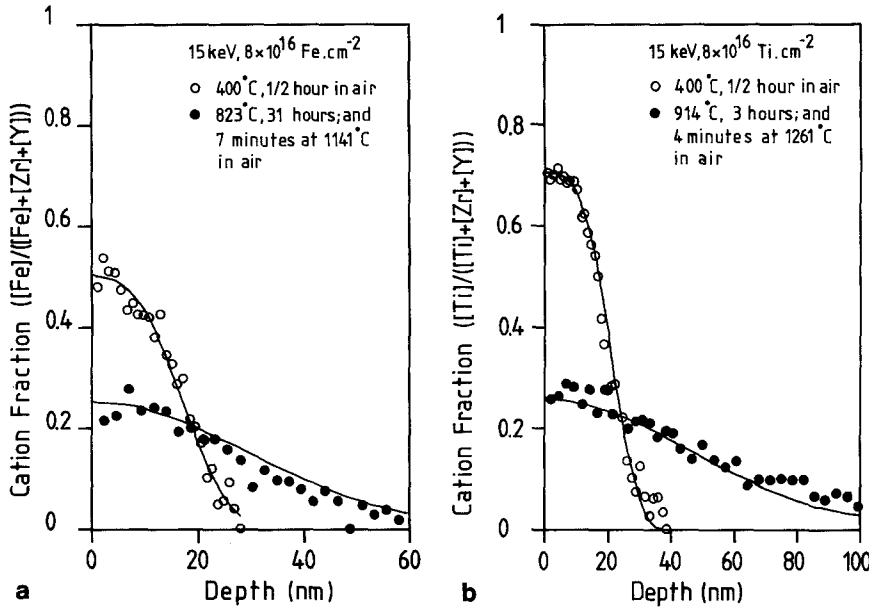 1
0.8
0.6
0.4
0.2
0
Cation Fraction ([Fe]/([Fe]+[Zr]+[Y]))
15 keV, 8×10¹⁶ Fe.cm⁻²
○ 400°C, 1/2 hour in air
● 823°C, 31 hours; and
7 minutes at 1141°C
in air
0 20 40 60
Depth (nm)
a
1
0.8
0.6
0.4
0.2
0
Cation Fraction ([Ti]/([Ti]+[Zr]+[Y]))
15 keV, 8×10¹⁶ Ti.cm⁻²
○ 400°C, 1/2 hour in air
● 914°C, 3 hours; and
4 minutes at 1261°C
in air
0 20 40 60 80 100
Depth (nm)
b